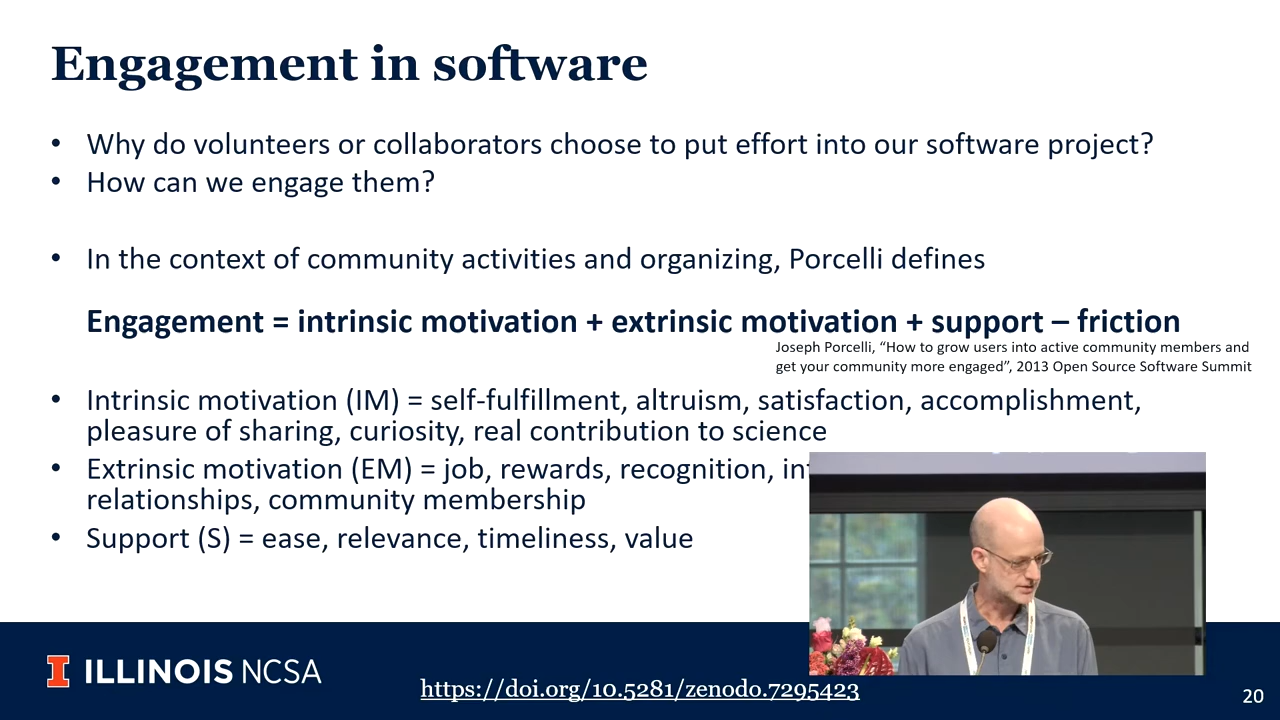 Engagement in software
• Why do volunteers or collaborators choose to put effort into our software project?
• How can we engage them?
• In the context of community activities and organizing, Porcelli defines
Engagement = intrinsic motivation + extrinsic motivation + support – friction
Joseph Porcelli, “How to grow users into active community members and
get your community more engaged”, 2013 Open Source Software Summit
• Intrinsic motivation (IM) = self-fulfillment, altruism, satisfaction, accomplishment,
pleasure of sharing, curiosity, real contribution to science
• Extrinsic motivation (EM) = job, rewards, recognition,
relationships, community membership
• Support (S) = ease, relevance, timeliness, value
ILLINOIS NCSA
https://doi.org/10.5281/zenodo.7295423
20